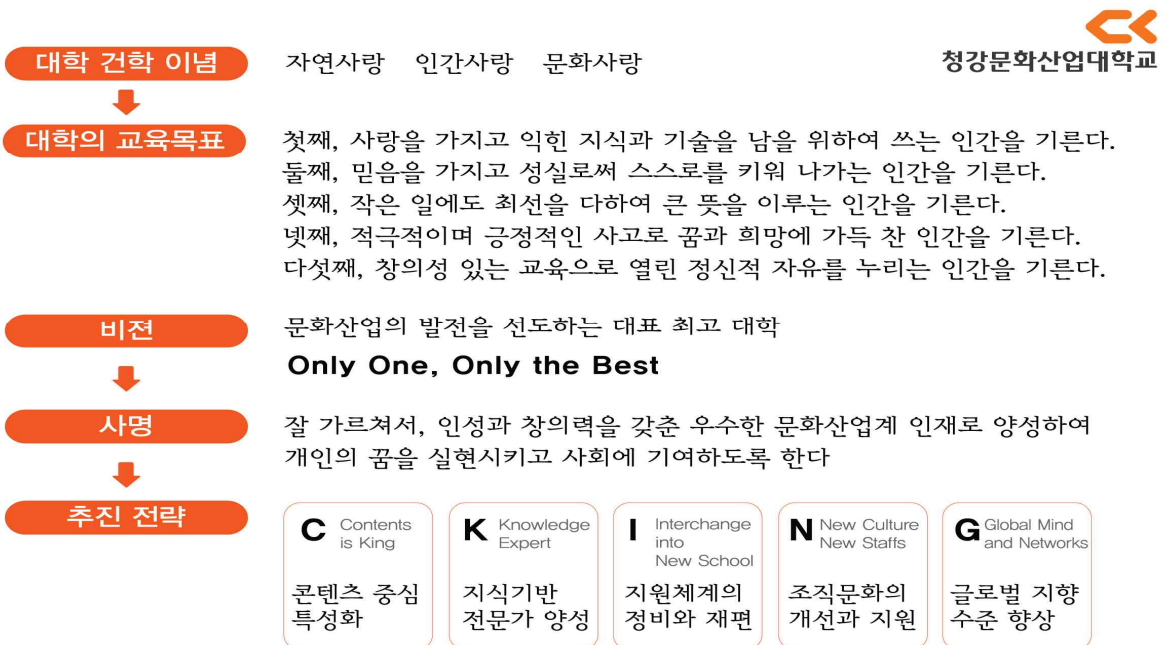 CK
청강문화산업대학교
대학 건학 이념
자연사랑 인간사랑 문화사랑
대학의 교육목표
첫째, 사랑을 가지고 익힌 지식과 기술을 남을 위하여 쓰는 인간을 기른다.
둘째, 믿음을 가지고 성실로써 스스로를 키워 나가는 인간을 기른다.
셋째, 작은 일에도 최선을 다하여 큰 뜻을 이루는 인간을 기른다.
넷째, 적극적이며 긍정적인 사고로 꿈과 희망에 가득 찬 인간을 기른다.
다섯째, 창의성 있는 교육으로 열린 정신적 자유를 누리는 인간을 기른다.
비젼
문화산업의 발전을 선도하는 대표 최고 대학
Only One, Only the Best
사명
잘 가르쳐서, 인성과 창의력을 갖춘 우수한 문화산업계 인재로 양성하여
개인의 꿈을 실현시키고 사회에 기여하도록 한다
추진 전략
C Contents
is King
콘텐츠 중심
특성화
K Knowledge
Expert
지식기반
전문가 양성
I Interchange
into
New School
지원체계의
정비와 재편
N New Culture
New Staffs
조직문화의
개선과 지원
G Global Mind
and Networks
글로벌 지향
수준 향상